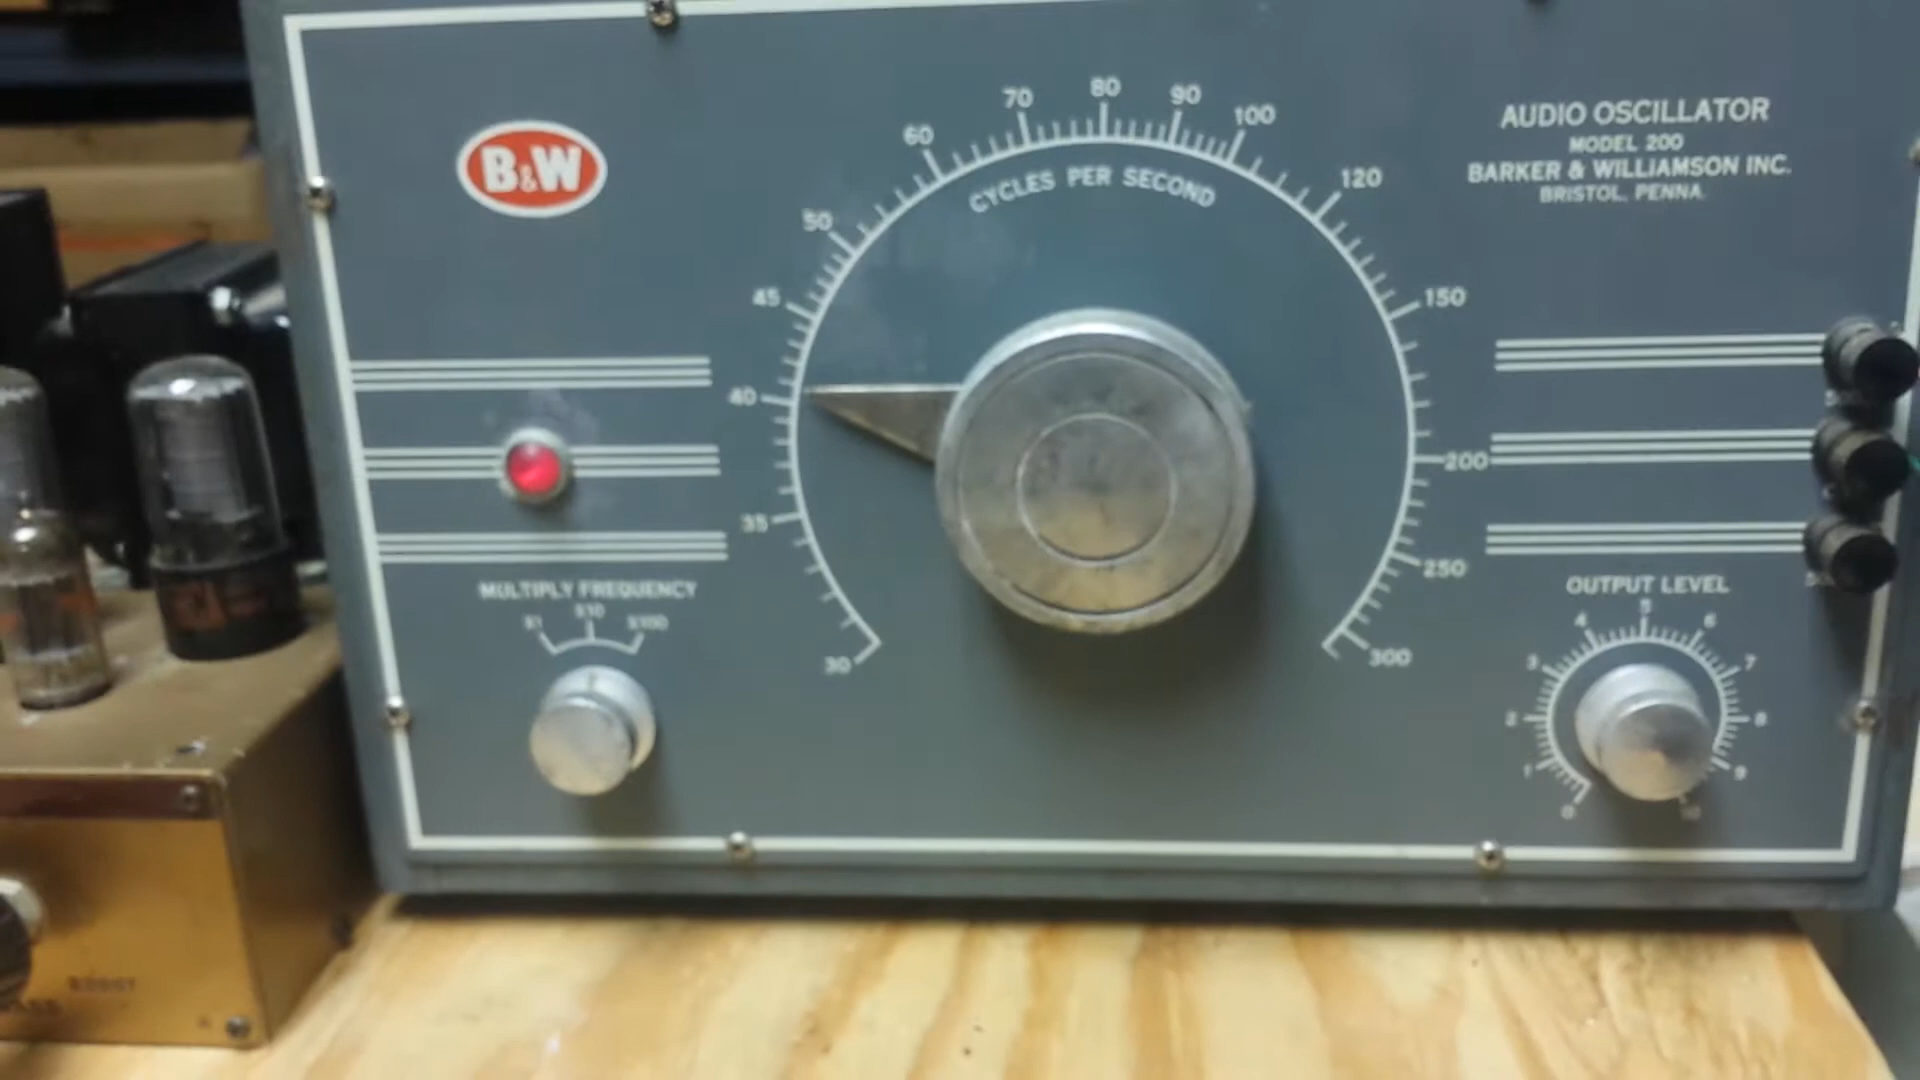 B&W
AUDIO OSCILLATOR
MODEL 200
BARKER & WILLIAMSON INC.
BRISTOL, PENNA.
CYCLES PER SECOND
30
35
40
45
50
60
70
80
90
100
120
150
200
250
300
MULTIPLY FREQUENCY
X1
X10
X100
OUTPUT LEVEL
0
1
2
3
4
5
6
7
8
9
10